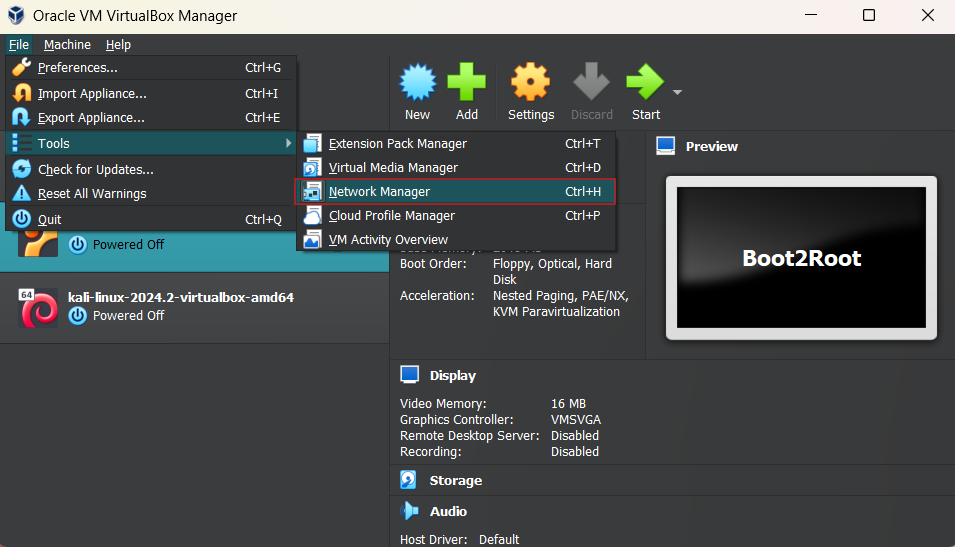 Oracle VM VirtualBox Manager
File Machine Help
Preferences... Ctrl+G
Import Appliance... Ctrl+I
Export Appliance... Ctrl+E
Tools
Check for Updates...
Reset All Warnings
Quit Ctrl+Q
Extension Pack Manager Ctrl+T
Virtual Media Manager Ctrl+D
Network Manager Ctrl+H
Cloud Profile Manager Ctrl+P
VM Activity Overview
New Add Settings Discard Start
Powered Off
64
kali-linux-2024.2-virtualbox-amd64
Powered Off
Boot Order: Floppy, Optical, Hard
Disk
Acceleration: Nested Paging, PAE/NX,
KVM Paravirtualization
Preview
Boot2Root
Display
Video Memory: 16 MB
Graphics Controller: VMSVGA
Remote Desktop Server: Disabled
Recording: Disabled
Storage
Audio
Host Driver: Default